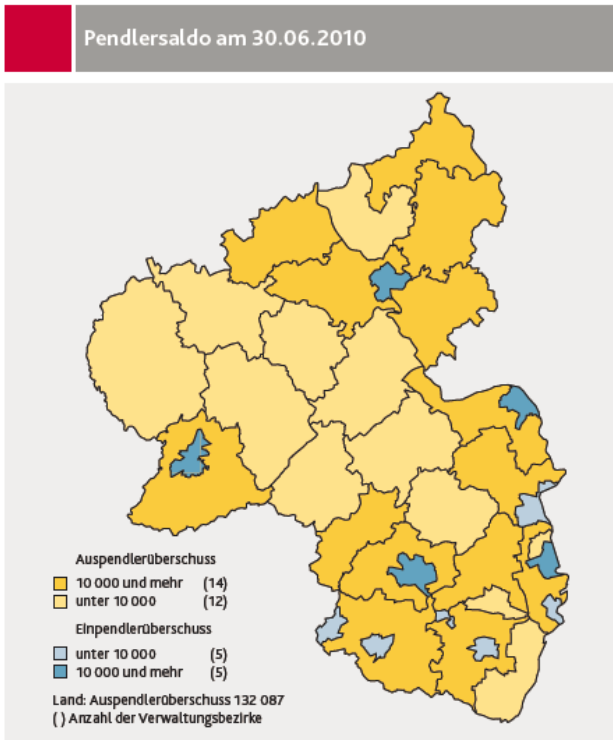 Pendlersaldo am 30.06.2010
Auspendlerüberschuss
10 000 und mehr (14)
unter 10 000 (12)
Einpendlerüberschuss
unter 10 000 (5)
10 000 und mehr (5)
Land: Auspendlerüberschuss 132 087
( ) Anzahl der Verwaltungsbezirke